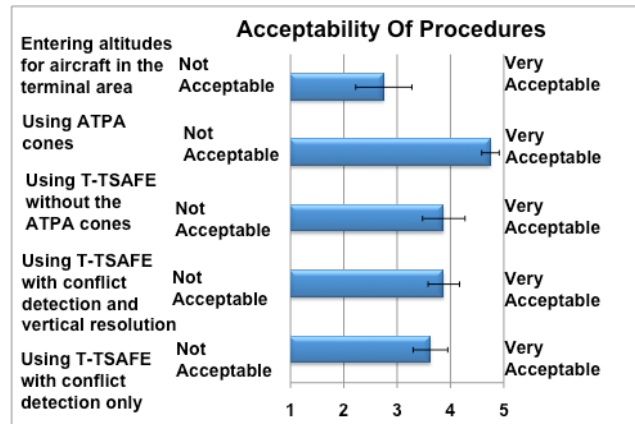 Acceptability Of Procedures
Entering altitudes
for aircraft in the
terminal area
Not
Acceptable
Very
Acceptable
Using ATPA
cones
Not
Acceptable
Very
Acceptable
Using T-TSAFE
without the
ATPA cones
Not
Acceptable
Very
Acceptable
Using T-TSAFE
with conflict
detection and
vertical resolution
Not
Acceptable
Very
Acceptable
Using T-TSAFE
with conflict
detection only
Not
Acceptable
Very
Acceptable
1 2 3 4 5